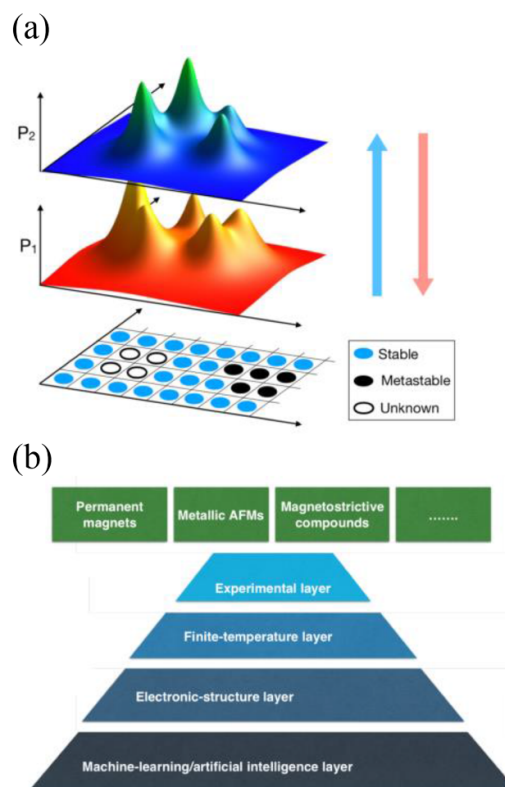 (a)
P2
P1
Stable
Metastable
Unknown
(b)
Permanent
magnets
Metallic AFMs
Magnetostrictive
compounds
.......
Experimental layer
Finite-temperature layer
Electronic-structure layer
Machine-learning/artificial intelligence layer